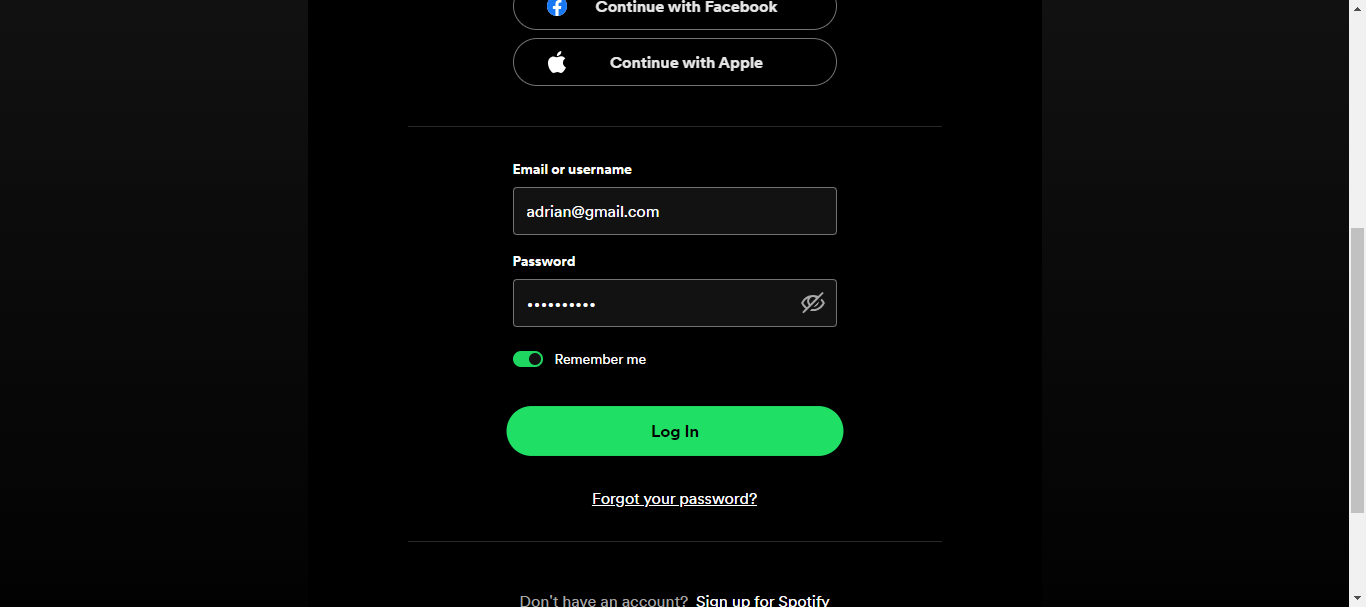 Continue with Facebook
Continue with Apple
Email or username
adrian@gmail.com
Password
••••••••••
Remember me
Log In
Forgot your password?
Don't have an account? Sign up for Spotify